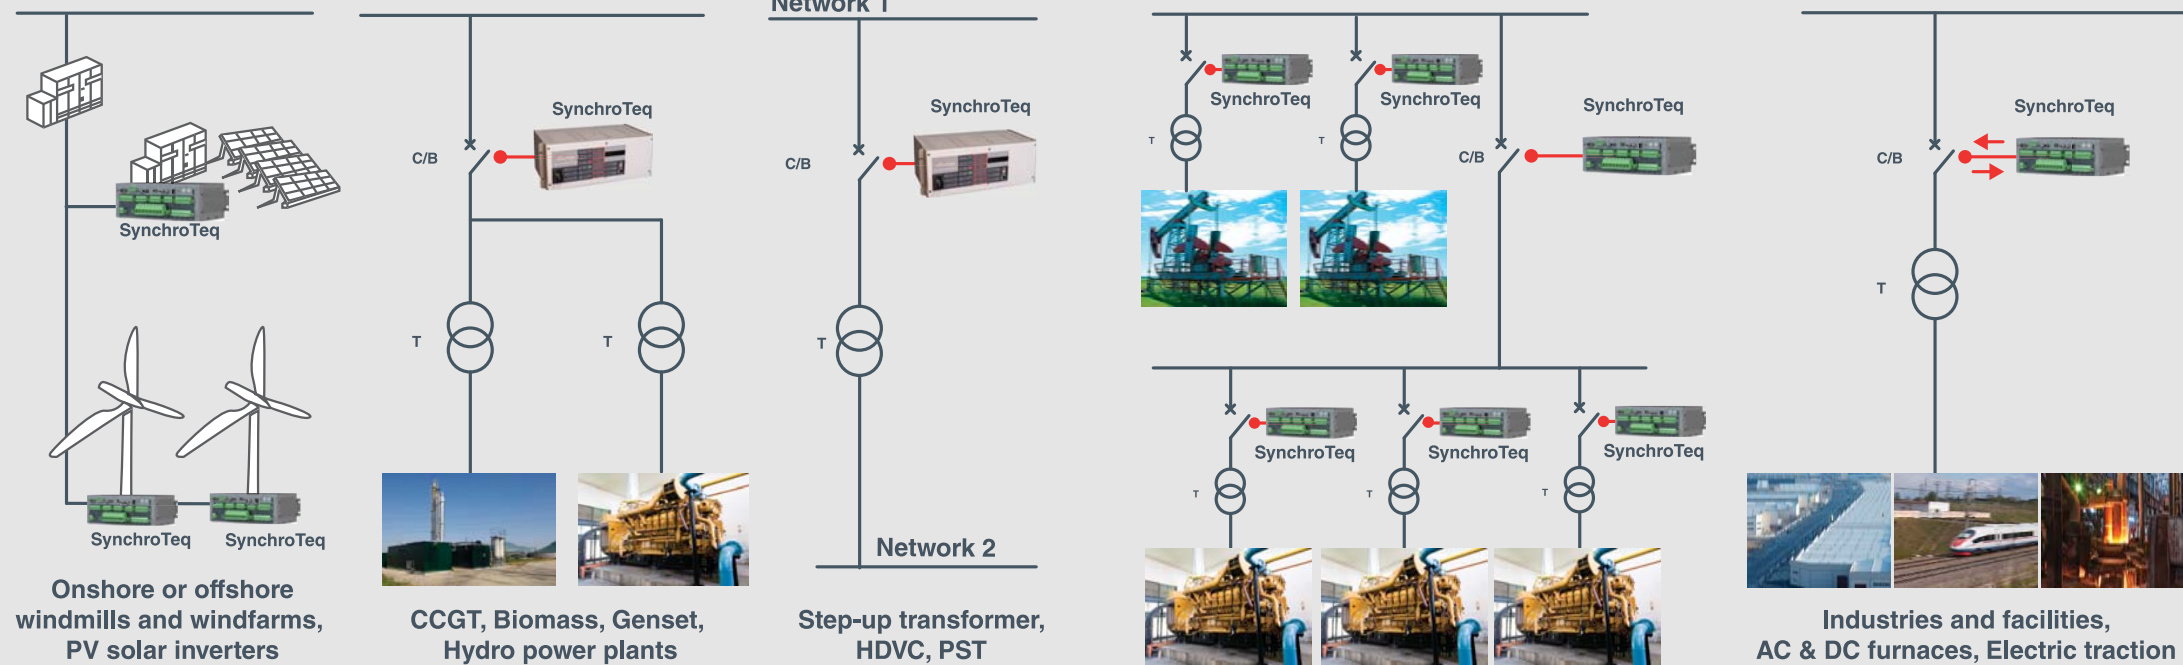 SynchroTeq
SynchroTeq
SynchroTeq
Onshore or offshore
windmills and windfarms,
PV solar inverters
SynchroTeq
C/B
T
T
CCGT, Biomass, Genset,
Hydro power plants
Network 1
SynchroTeq
C/B
T
Network 2
Step-up transformer,
HDVC, PST
SynchroTeq
SynchroTeq
T
T
SynchroTeq
C/B
SynchroTeq
SynchroTeq
SynchroTeq
T
T
T
SynchroTeq
C/B
T
Industries and facilities,
AC & DC furnaces, Electric traction